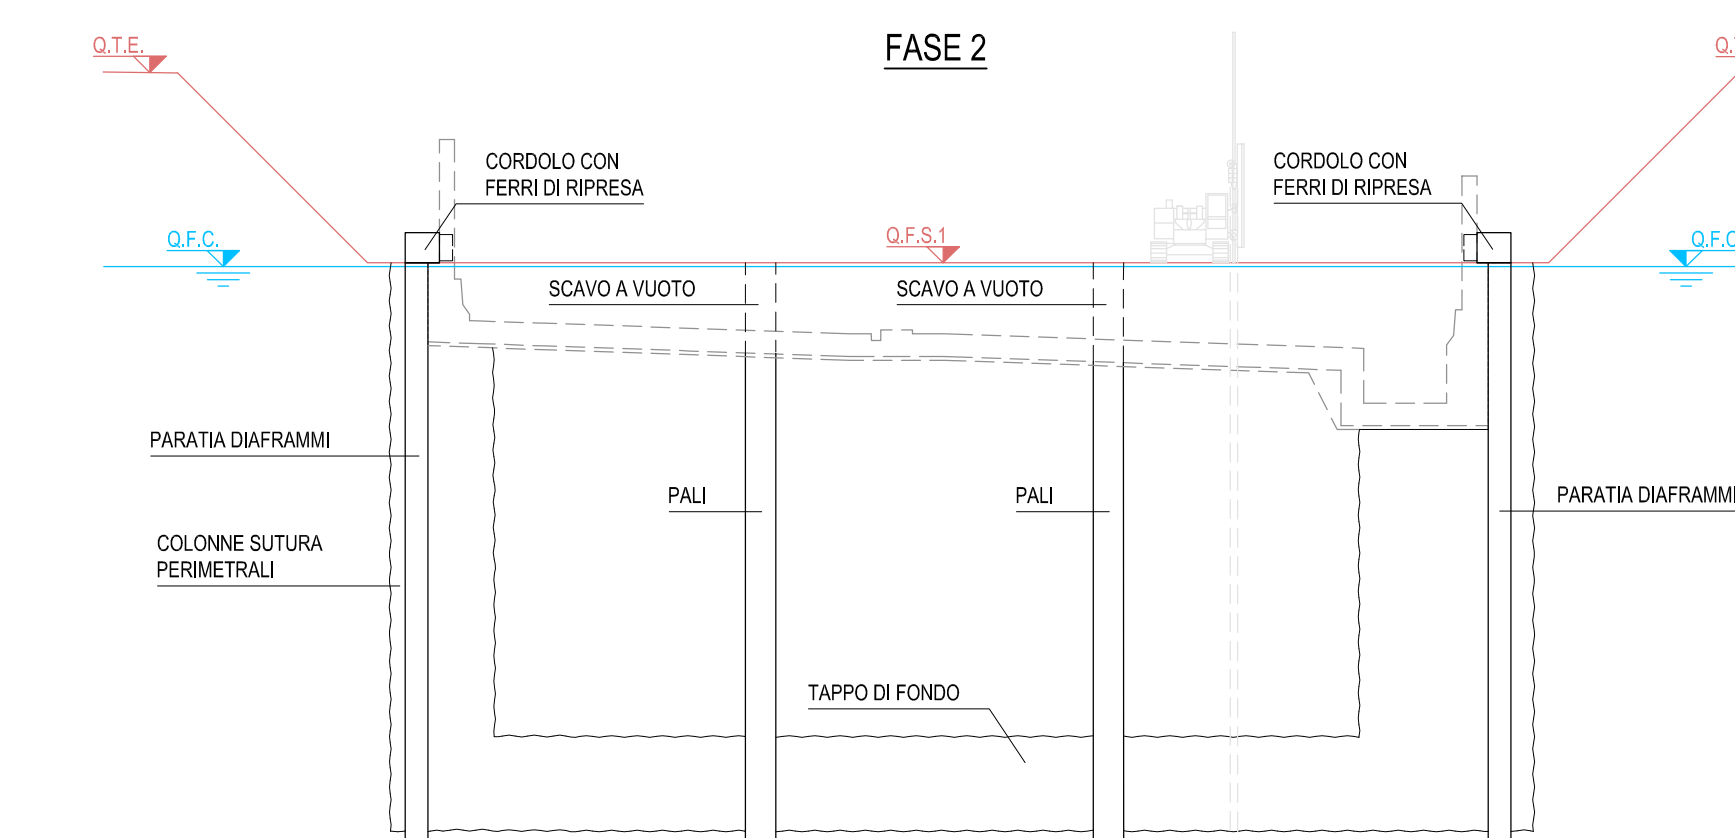 FASE 2
Q.T.E.
Q.
CORDOLO CON
FERRI DI RIPRESA
CORDOLO CON
FERRI DI RIPRESA
Q.F.C.
Q.F.S.1
Q.F.C
SCAVO A VUOTO
SCAVO A VUOTO
PARATIA DIAFRAMMI
PALI
PALI
PARATIA DIAFRAMMI
COLONNE SUTURA
PERIMETRALI
TAPPO DI FONDO